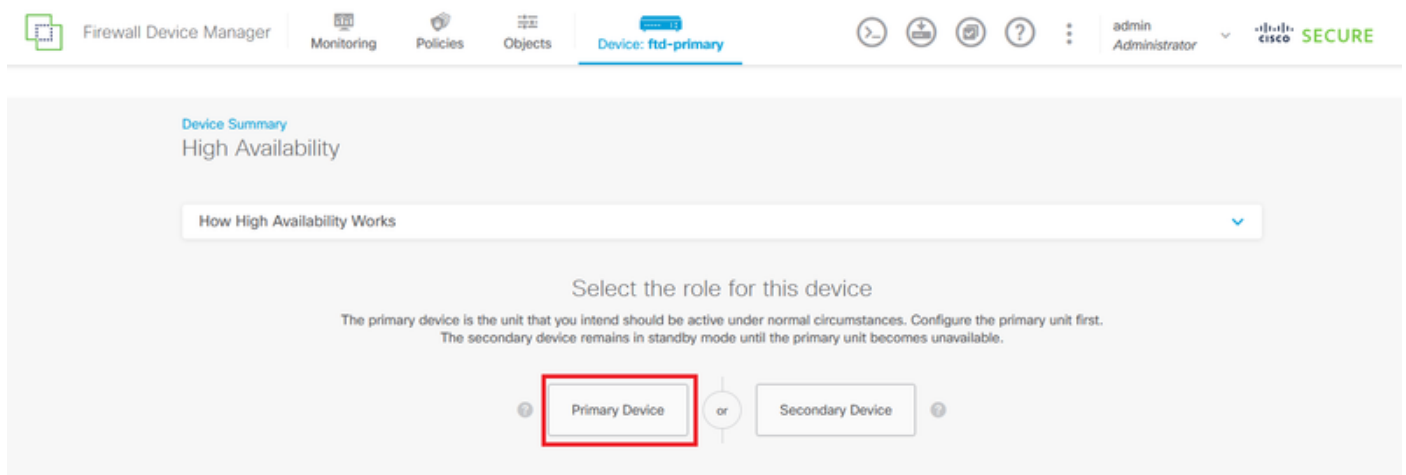 Firewall Device Manager
Monitoring
Policies
Objects
Device: ftd-primary
admin
Administrator
cisco SECURE
Device Summary
High Availability
How High Availability Works
Select the role for this device
The primary device is the unit that you intend should be active under normal circumstances. Configure the primary unit first.
The secondary device remains in standby mode until the primary unit becomes unavailable.
Primary Device
or
Secondary Device